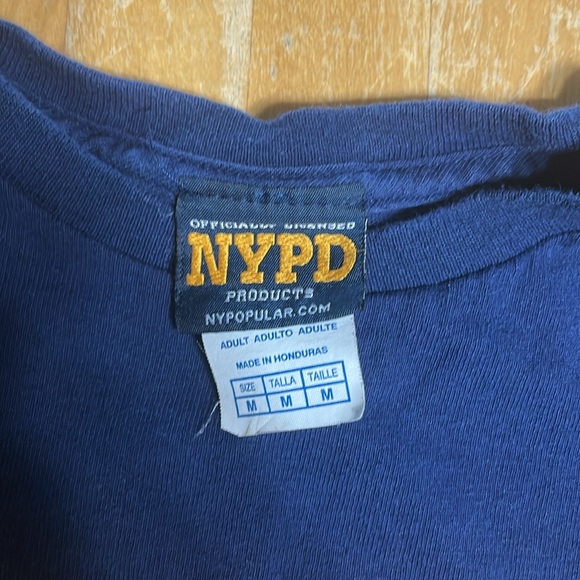 OFFICIALLY LICENSED
NYPD
PRODUCTS
NYPOPULAR.COM
ADULT ADULTO ADULTE
MADE IN HONDURAS
SIZE TALLA TAILLE
M M M